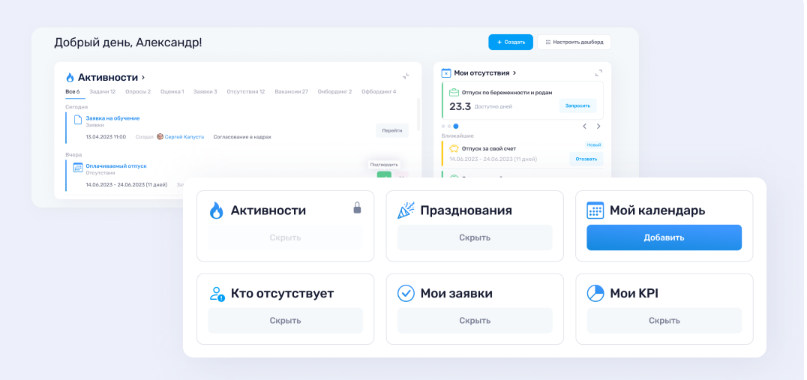 Добрый день, Александр!
+ Создать
Настроить дашборд
Активности ›
Все 6 Задачи 12 Опросы 2 Оценка 1 Заявки 3 Отсутствия 12 Вакансии 27 Онбординг 2 Оффбординг 4
Сегодня
Заявка на обучение
Заявки
13.04.2023 11:00 Создал Сергей Капуста Согласование в кадрах
Перейти
Вчера
Оплачиваемый отпуск
Отсутствия
14.06.2023 - 24.06.2023 (11 дней)
Подтвердить
Мои отсутствия ›
Отпуск по беременности и родам
23.3 Доступно дней
Запросить
Ближайшие
Новый
Отпуск за свой счет
14.06.2023 - 24.06.2023 (11 дней)
Отозвать
Активности
Скрыть
Празднования
Скрыть
Мой календарь
Добавить
Кто отсутствует
Скрыть
Мои заявки
Скрыть
Мои KPI
Скрыть